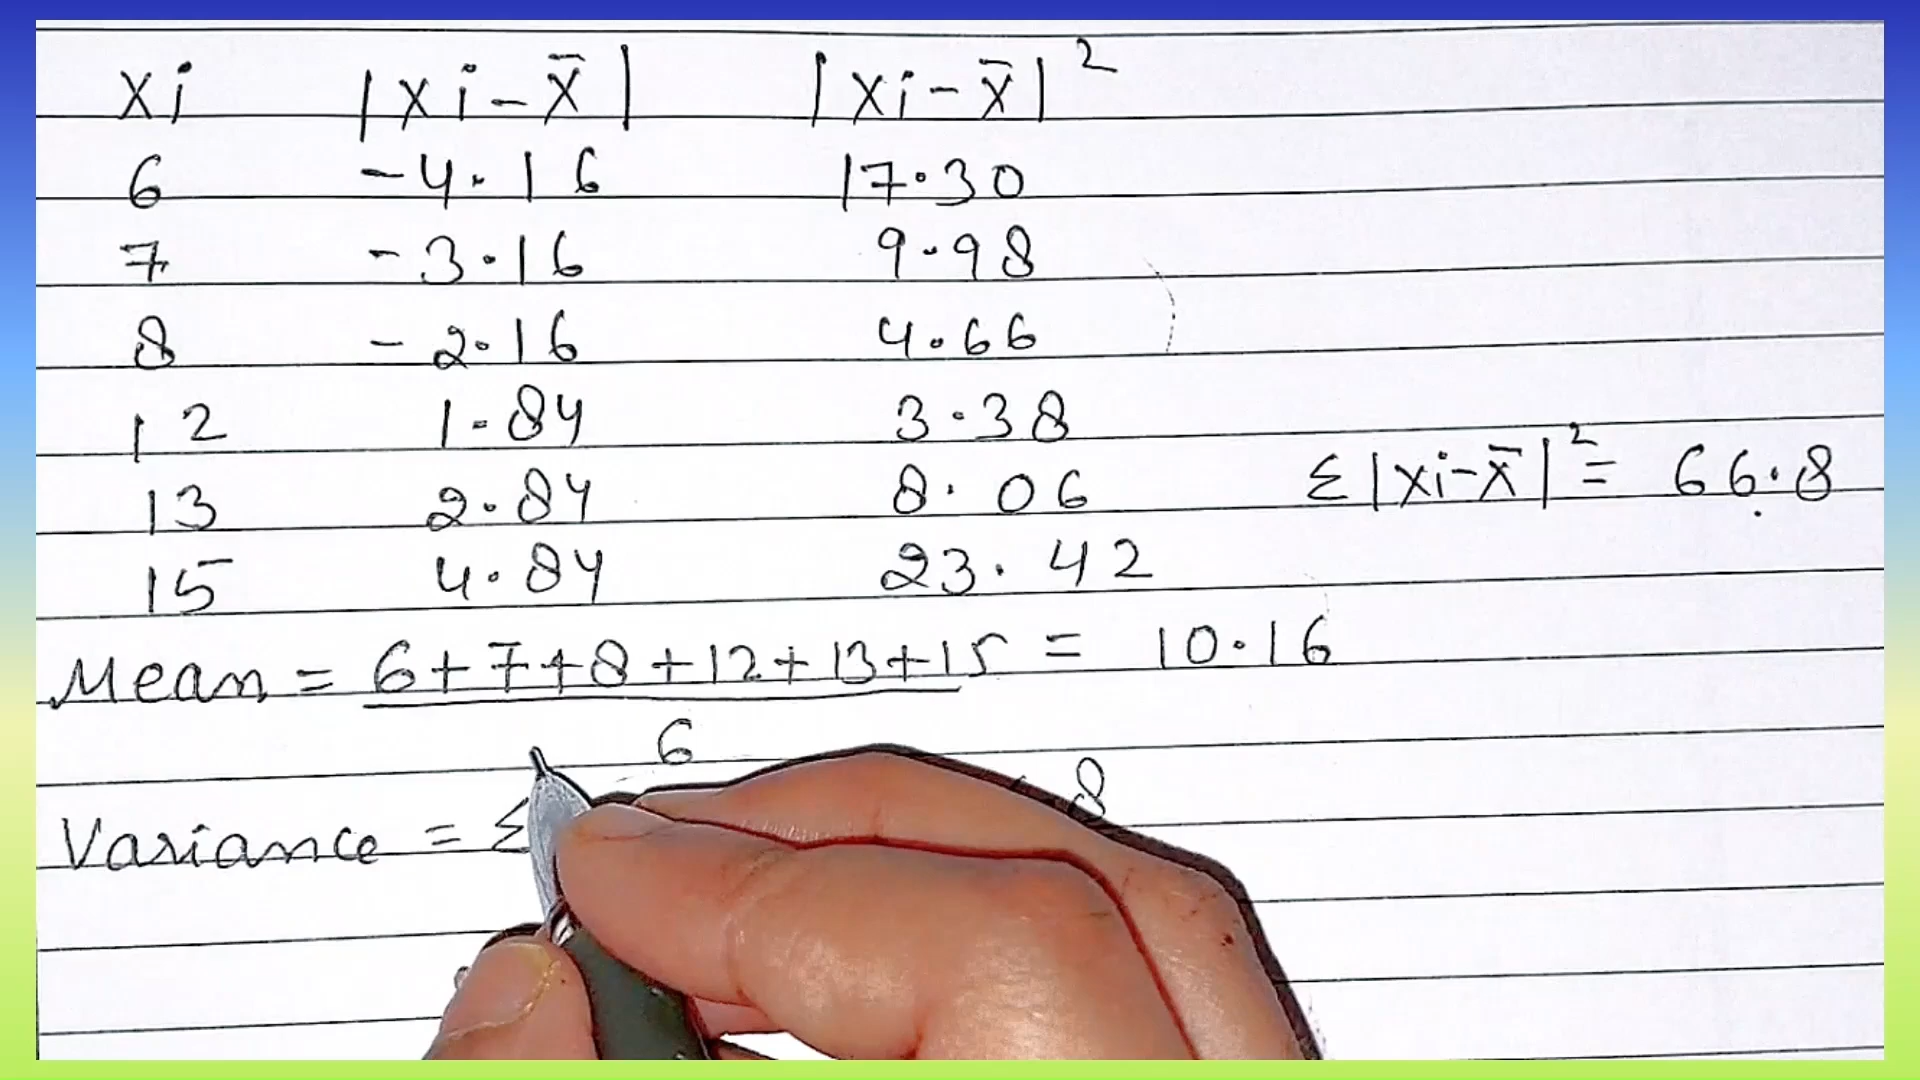 xi |xi-x̄| |xi-x̄|²
6 -4.16 17.30
7 -3.16 9.98
8 -2.16 4.66
12 1.84 3.38
13 2.84 8.06 Σ|xi-x̄|² = 66.8
15 4.84 23.42
Mean = 6+7+8+12+13+15 = 10.16
6
8
Variance = Σ